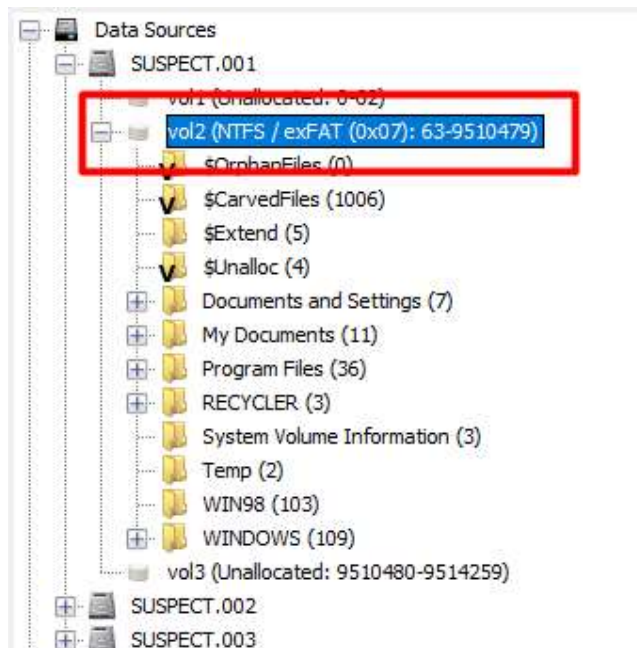 Data Sources
SUSPECT.001
vol1 (Unallocated: 0-62)
vol2 (NTFS / exFAT (0x07): 63-9510479)
$OrphanFiles (0)
$CarvedFiles (1006)
$Extend (5)
$Unalloc (4)
Documents and Settings (7)
My Documents (11)
Program Files (36)
RECYCLER (3)
System Volume Information (3)
Temp (2)
WIN98 (103)
WINDOWS (109)
vol3 (Unallocated: 9510480-9514259)
SUSPECT.002
SUSPECT.003